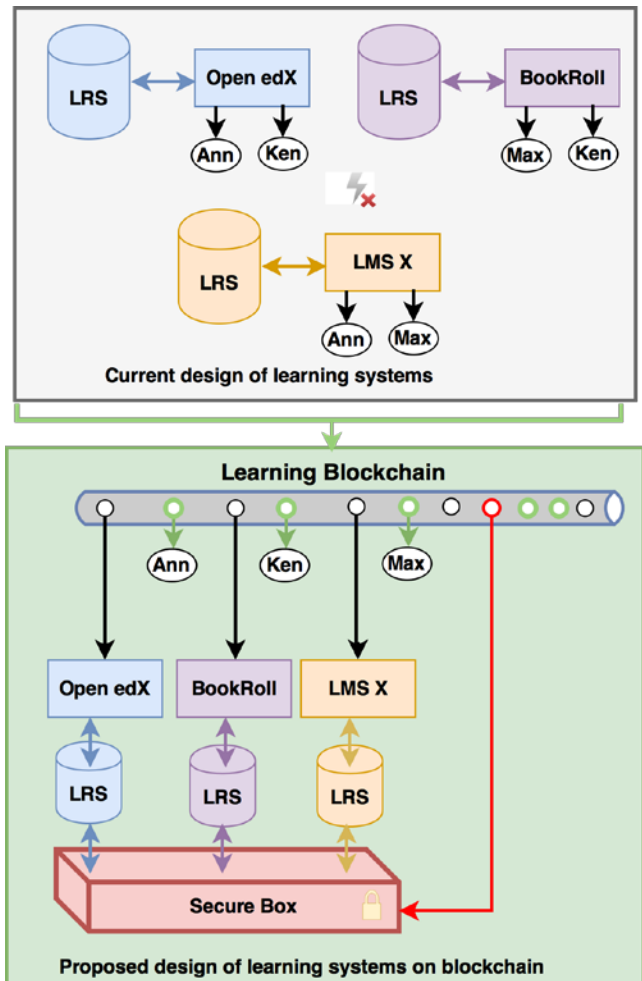 LRS
Open edX
Ann
Ken
LRS
BookRoll
Max
Ken
LRS
LMS X
Ann
Max
Current design of learning systems
Learning Blockchain
Ann
Ken
Max
Open edX
BookRoll
LMS X
LRS
LRS
LRS
Secure Box
Proposed design of learning systems on blockchain